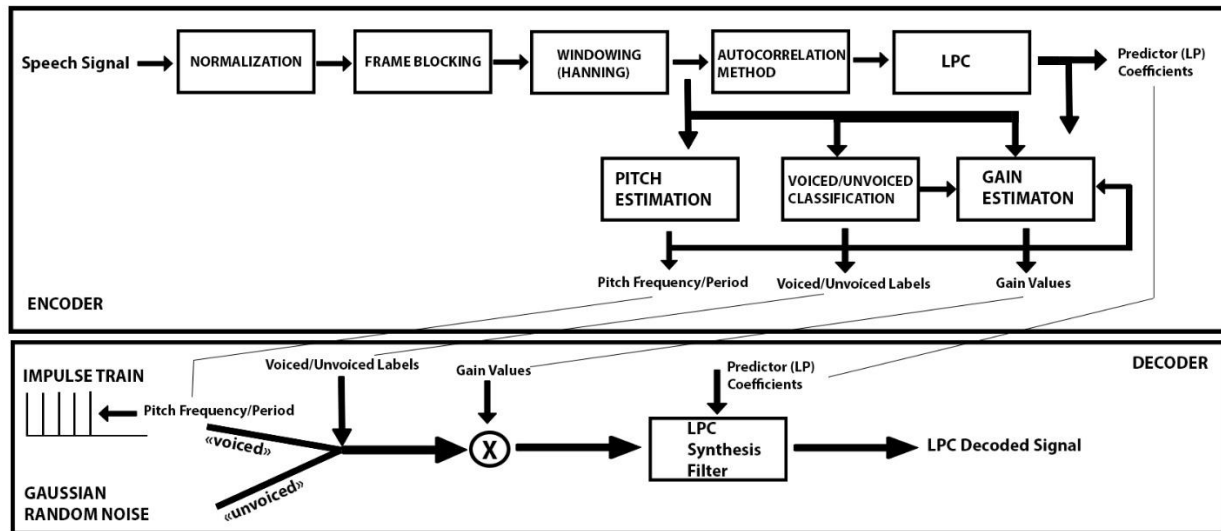 Speech Signal
NORMALIZATION
FRAME BLOCKING
WINDOWING
(HANNING)
AUTOCORRELATION
METHOD
LPC
Predictor (LP)
Coefficients
PITCH
ESTIMATION
VOICED/UNVOICED
CLASSIFICATION
GAIN
ESTIMATON
Pitch Frequency/Period
Voiced/Unvoiced Labels
Gain Values
ENCODER
DECODER
IMPULSE TRAIN
Pitch Frequency/Period
Voiced/Unvoiced Labels
Gain Values
Predictor (LP)
Coefficients
«voiced»
«unvoiced»
GAUSSIAN
RANDOM NOISE
X
LPC
Synthesis
Filter
LPC Decoded Signal